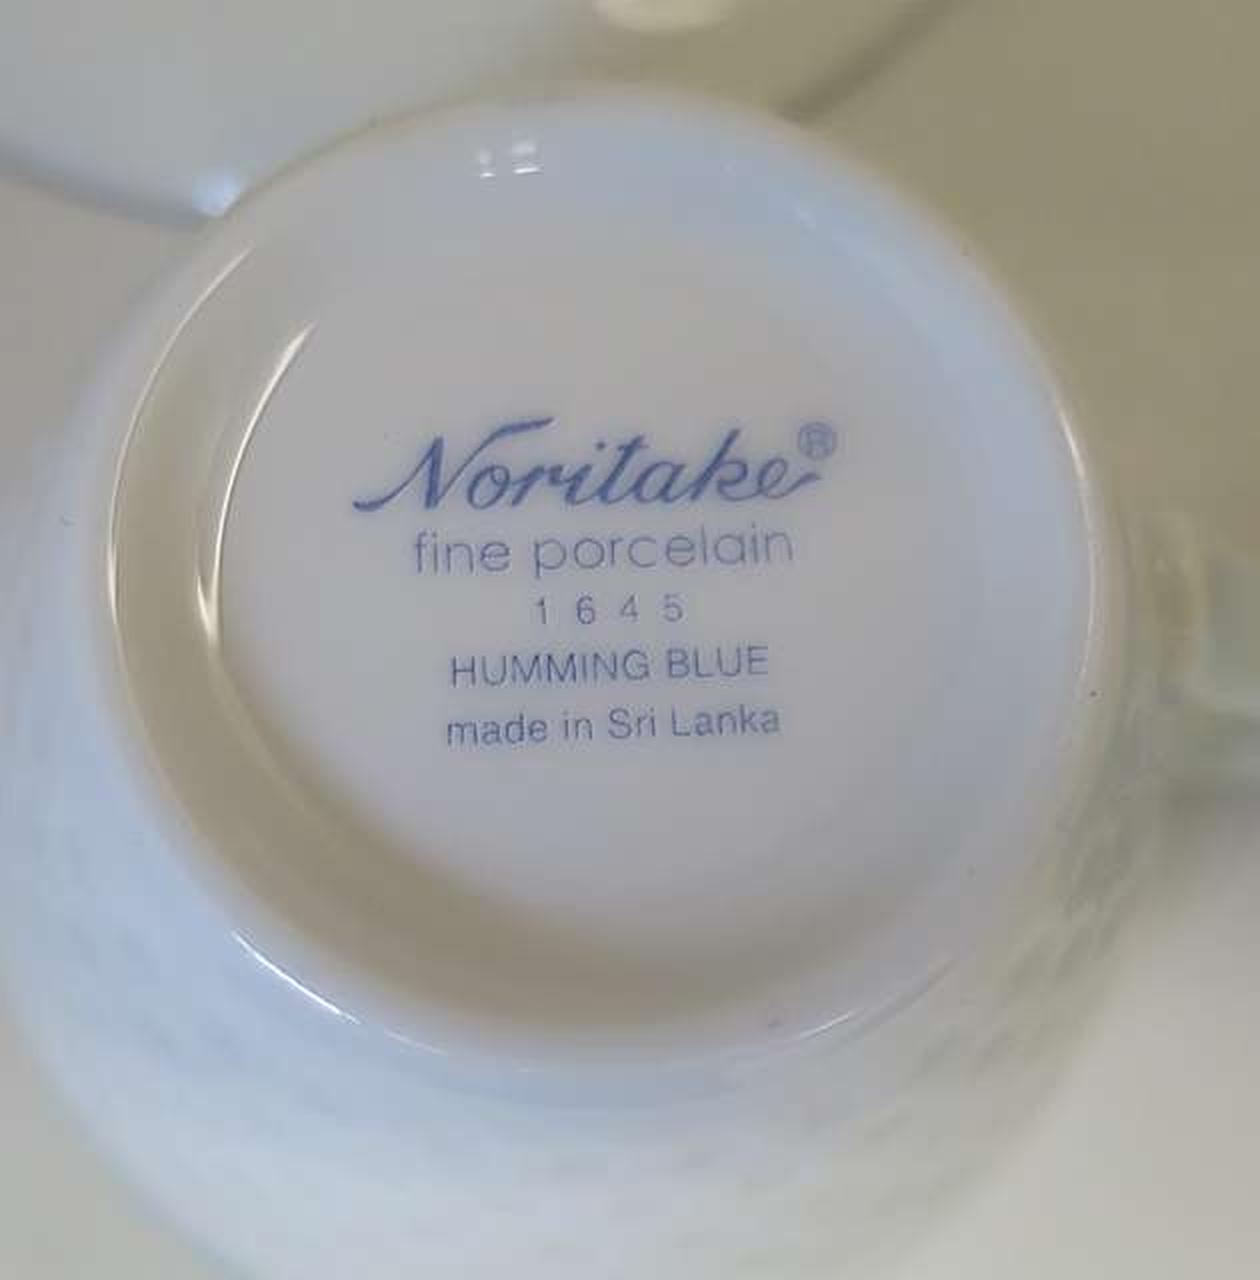 Noritake®
fine porcelain
1 6 4 5
HUMMING BLUE
made in Sri Lanka